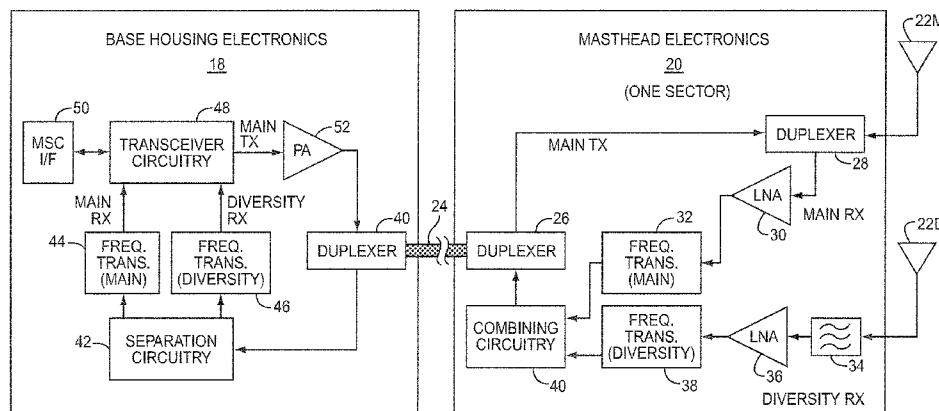 BASE HOUSING ELECTRONICS
18
50
MSC
I/F
48
TRANSCEIVER
CIRCUITRY
MAIN
TX
52
PA
MAIN
RX
DIVERSITY
RX
44
FREQ.
TRANS.
(MAIN)
FREQ.
TRANS.
(DIVERSITY)
46
40
DUPLEXER
42
SEPARATION
CIRCUITRY
24
MASTHEAD ELECTRONICS
20
(ONE SECTOR)
22M
MAIN TX
DUPLEXER
28
LNA
30
MAIN RX
26
DUPLEXER
32
FREQ.
TRANS.
(MAIN)
22D
COMBINING
CIRCUITRY
40
FREQ.
TRANS.
(DIVERSITY)
38
LNA
36
34
DIVERSITY RX